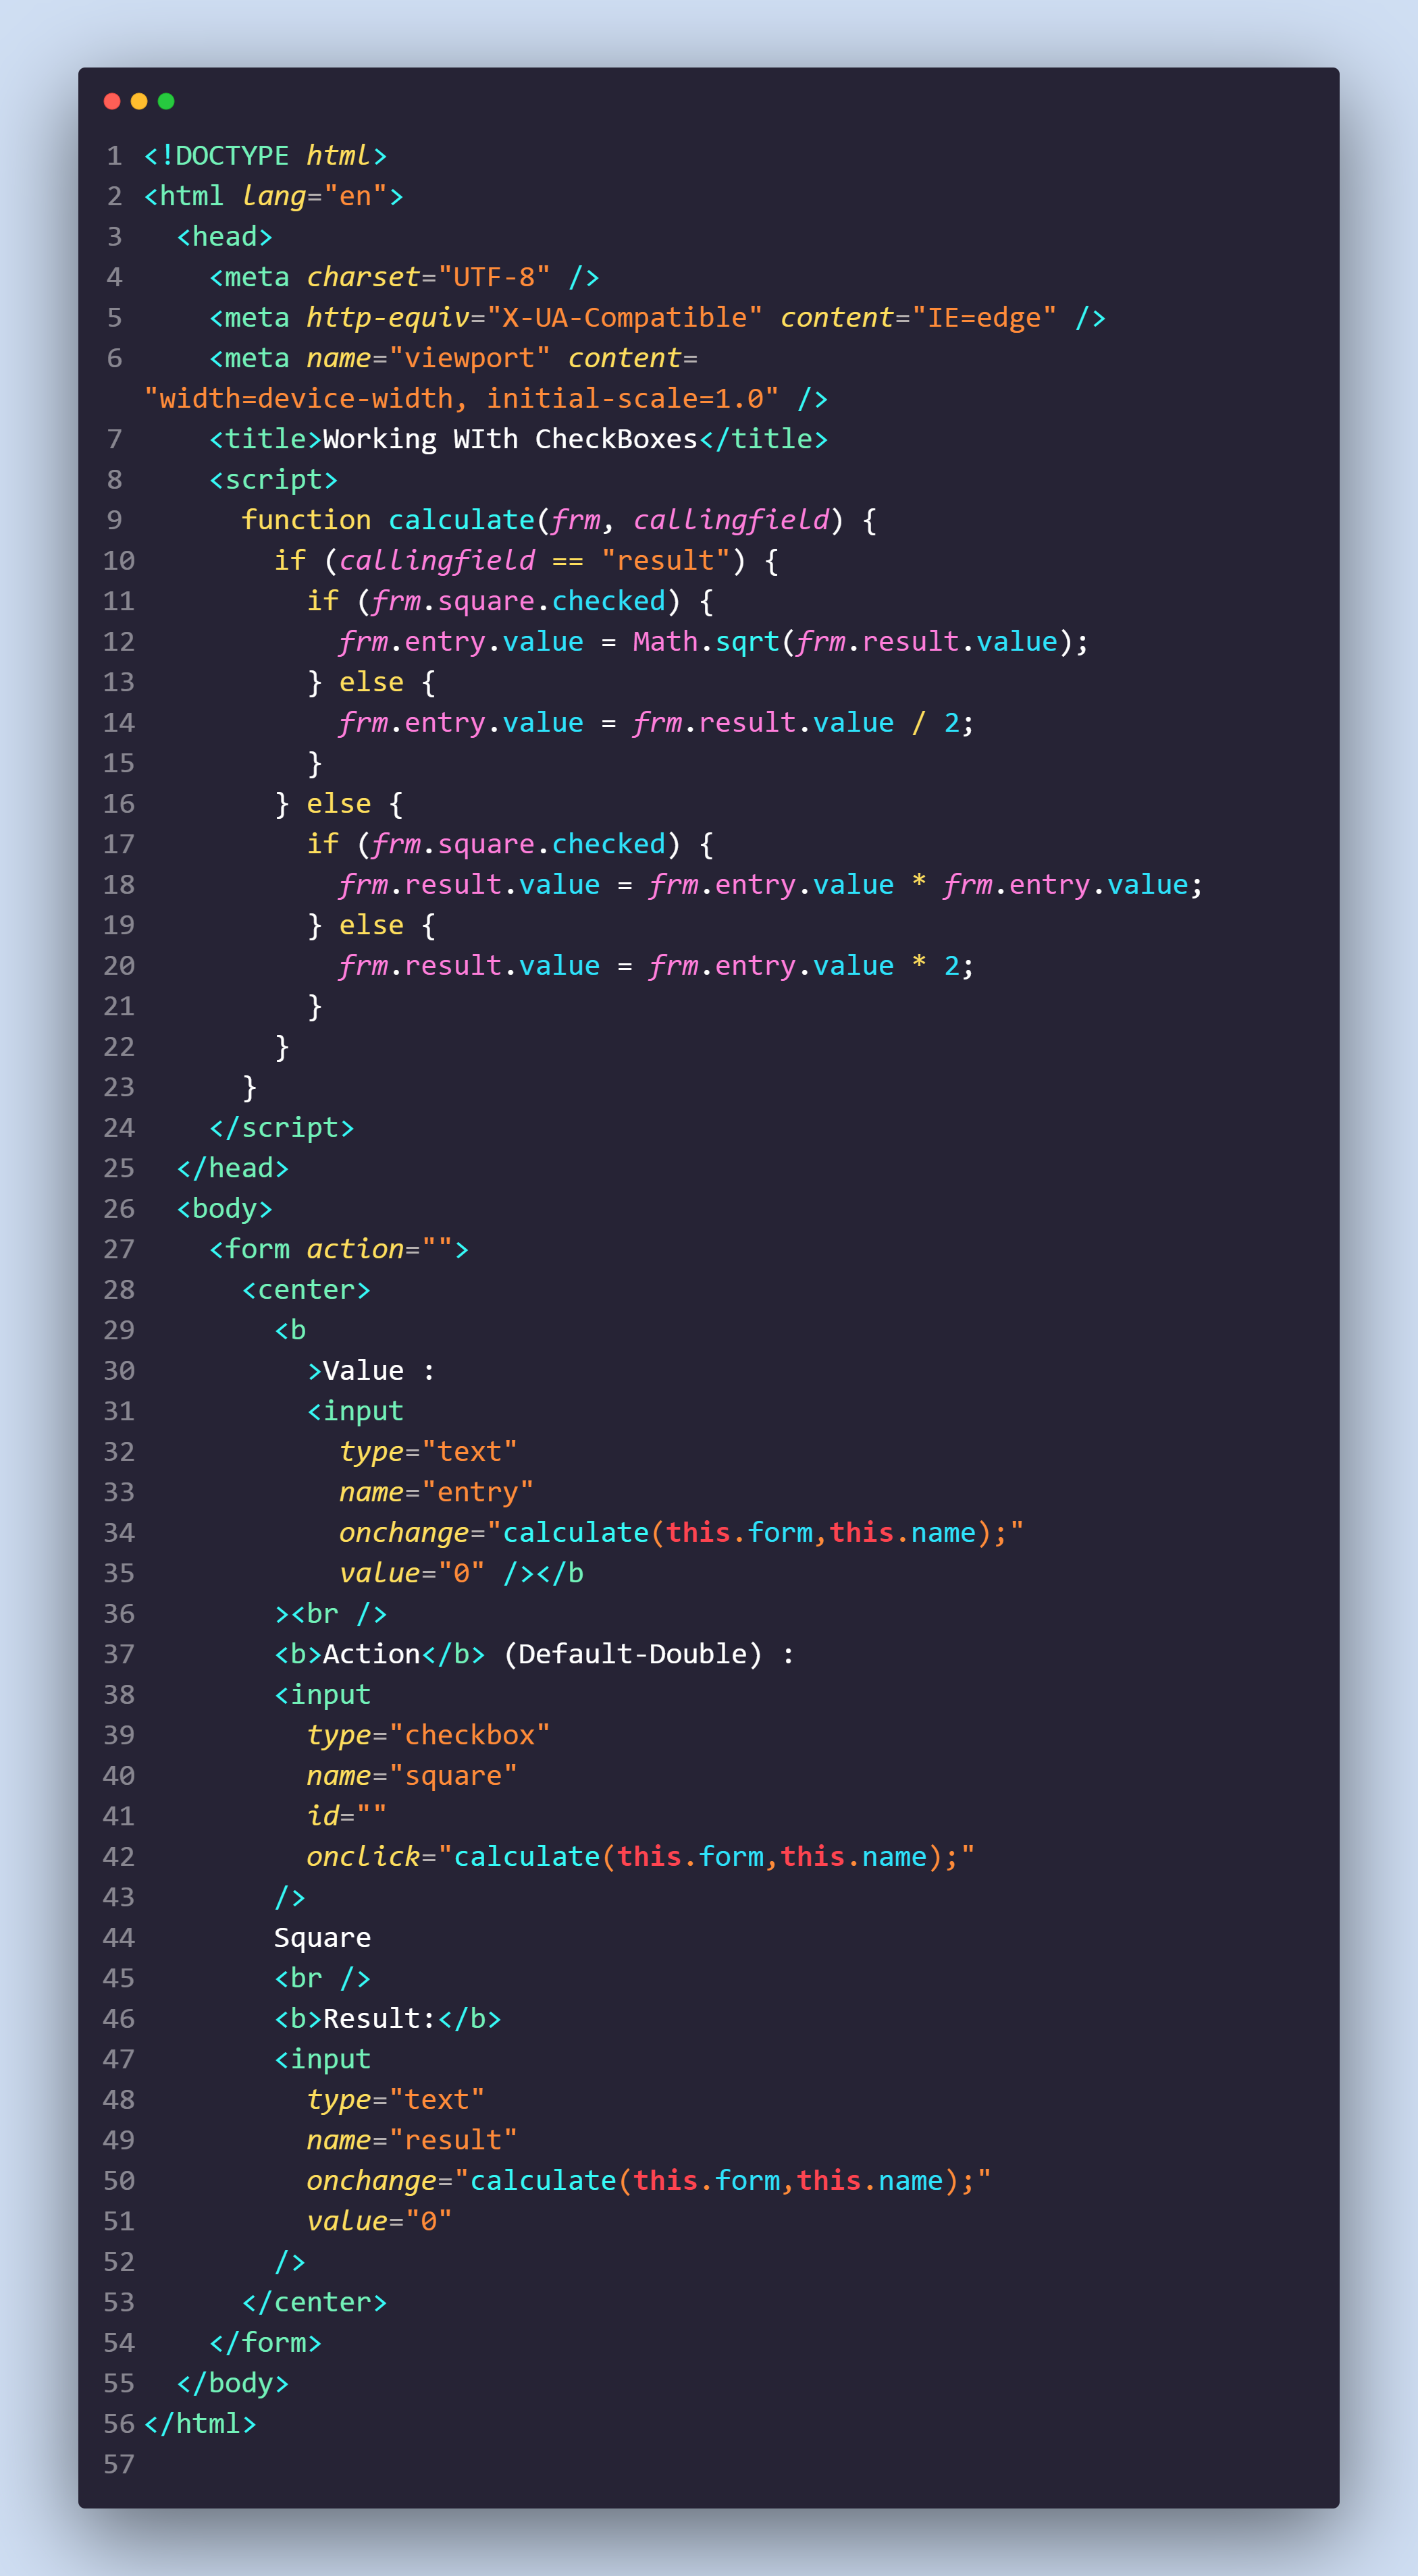 1 <!DOCTYPE html>
2 <html lang="en">
3   <head>
4     <meta charset="UTF-8" />
5     <meta http-equiv="X-UA-Compatible" content="IE=edge" />
6     <meta name="viewport" content=
"width=device-width, initial-scale=1.0" />
7     <title>Working WIth CheckBoxes</title>
8     <script>
9       function calculate(frm, callingfield) {
10         if (callingfield == "result") {
11           if (frm.square.checked) {
12             frm.entry.value = Math.sqrt(frm.result.value);
13           } else {
14             frm.entry.value = frm.result.value / 2;
15           }
16         } else {
17           if (frm.square.checked) {
18             frm.result.value = frm.entry.value * frm.entry.value;
19           } else {
20             frm.result.value = frm.entry.value * 2;
21           }
22         }
23       }
24     </script>
25   </head>
26   <body>
27     <form action="">
28       <center>
29         <b
30           >Value :
31           <input
32             type="text"
33             name="entry"
34             onchange="calculate(this.form,this.name);"
35             value="0" /></b
36         ><br />
37         <b>Action</b> (Default-Double) :
38         <input
39           type="checkbox"
40           name="square"
41           id=""
42           onclick="calculate(this.form,this.name);"
43         />
44         Square
45         <br />
46         <b>Result:</b>
47         <input
48           type="text"
49           name="result"
50           onchange="calculate(this.form,this.name);"
51           value="0"
52         />
53       </center>
54     </form>
55   </body>
56 </html>
57